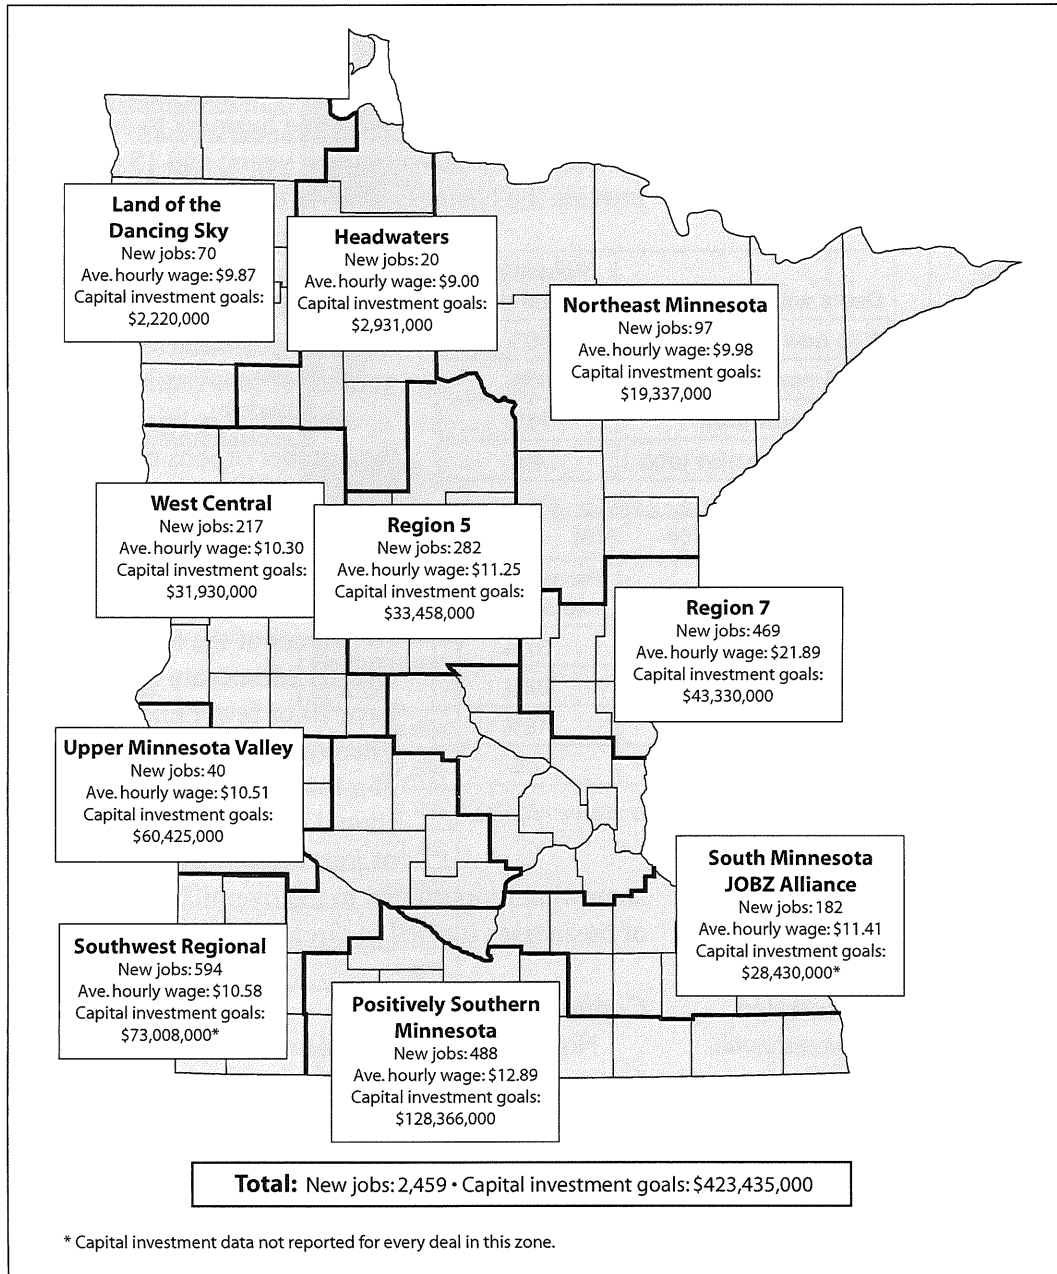 Land of the
Dancing Sky
New jobs: 70
Ave. hourly wage: $9.87
Capital investment goals:
$2,220,000
Headwaters
New jobs: 20
Ave. hourly wage: $9.00
Capital investment goals:
$2,931,000
Northeast Minnesota
New jobs: 97
Ave. hourly wage: $9.98
Capital investment goals:
$19,337,000
West Central
New jobs: 217
Ave. hourly wage: $10.30
Capital investment goals:
$31,930,000
Region 5
New jobs: 282
Ave. hourly wage: $11.25
Capital investment goals:
$33,458,000
Region 7
New jobs: 469
Ave. hourly wage: $21.89
Capital investment goals:
$43,330,000
Upper Minnesota Valley
New jobs: 40
Ave. hourly wage: $10.51
Capital investment goals:
$60,425,000
South Minnesota
JOBZ Alliance
New jobs: 182
Ave. hourly wage: $11.41
Capital investment goals:
$28,430,000*
Southwest Regional
New jobs: 594
Ave. hourly wage: $10.58
Capital investment goals:
$73,008,000*
Positively Southern
Minnesota
New jobs: 488
Ave. hourly wage: $12.89
Capital investment goals:
$128,366,000
Total: New jobs: 2,459 • Capital investment goals: $423,435,000
* Capital investment data not reported for every deal in this zone.